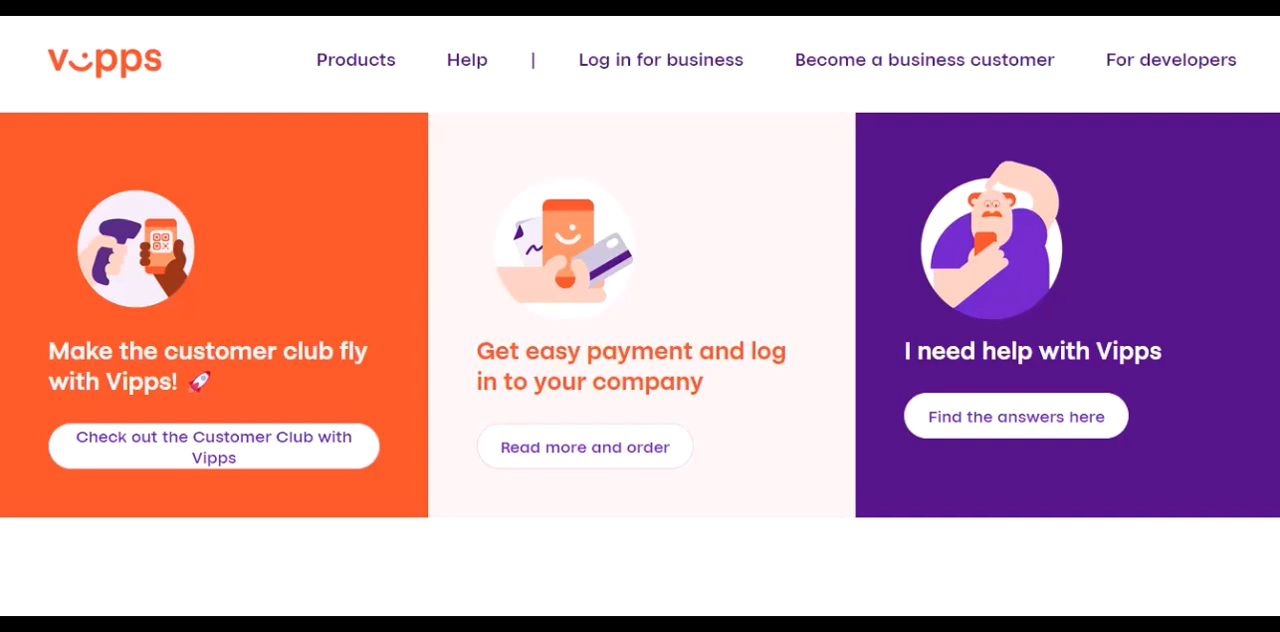 vipps
Products
Help
|
Log in for business
Become a business customer
For developers
Make the customer club fly
with Vipps! 🚀
Check out the Customer Club with
Vipps
Get easy payment and log
in to your company
Read more and order
I need help with Vipps
Find the answers here